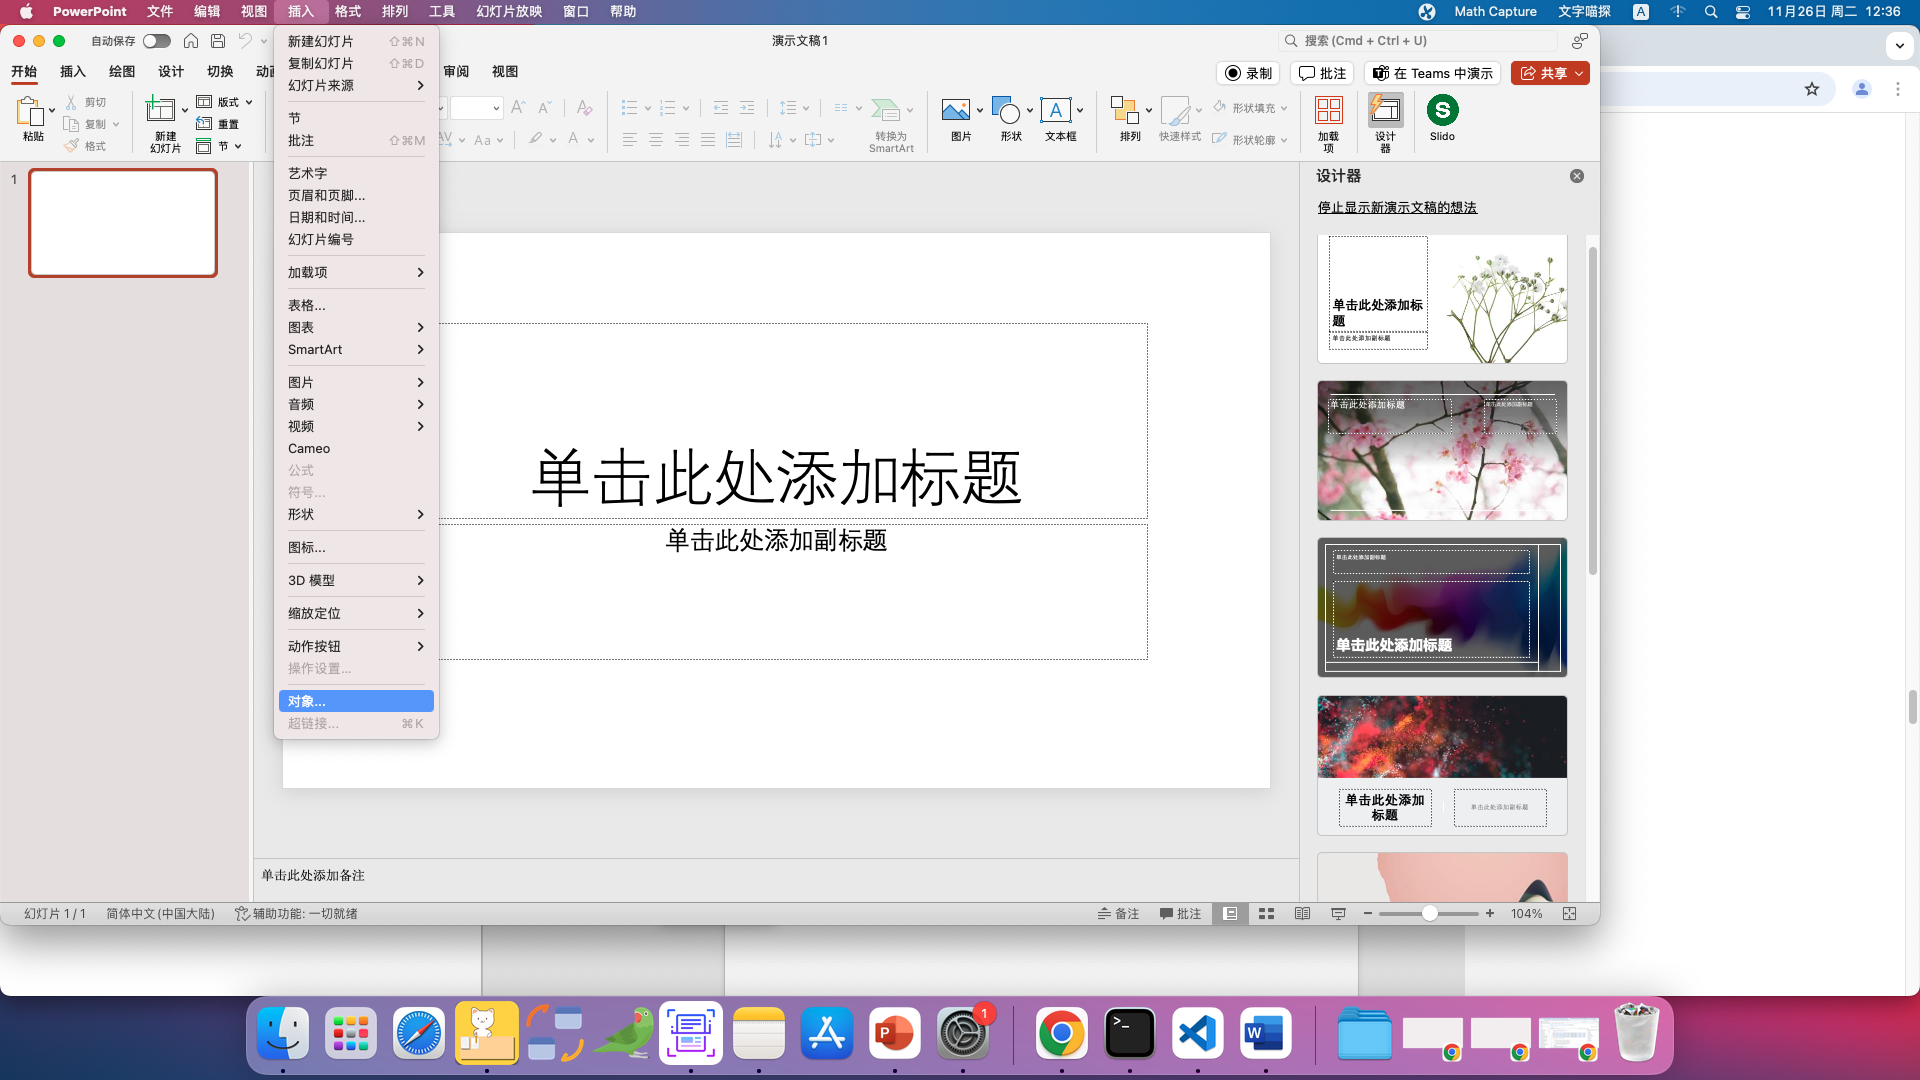 PowerPoint 文件 编辑 视图 插入 格式 排列 工具 幻灯片放映 窗口 帮助 Math Capture 文字喵探 A 11月26日 周二 12:36
自动保存 演示文稿1 搜索 (Cmd + Ctrl + U)
开始 插入 绘图 设计 切换 审阅 视图 录制 批注 在 Teams 中演示 共享
粘贴
剪切
复制
格式
新建
幻灯片
版式
重置
节
Aa
A
转换为
SmartArt
图片
形状
A
文本框
排列
快速样式
形状填充
形状轮廓
加载
项
设计
器
S
Slido
新建幻灯片 ⇧⌘N
复制幻灯片 ⇧⌘D
幻灯片来源
节
批注 ⇧⌘M
艺术字
页眉和页脚...
日期和时间...
幻灯片编号
加载项
表格...
图表
SmartArt
图片
音频
视频
Cameo
公式
符号...
形状
图标...
3D 模型
缩放定位
动作按钮
操作设置...
对象...
超链接... ⌘K
1
单击此处添加标题
单击此处添加副标题
设计器
停止显示新演示文稿的想法
单击此处添加标
题
单击此处添加副标题
单击此处添加标题
单击此处添加副标题
单击此处添加副标题
单击此处添加标题
单击此处添加
标题
单击此处添加副标题
单击此处添加备注
幻灯片 1 / 1 简体中文 (中国大陆) 辅助功能: 一切就绪 备注 批注 104%
P
1
>_
W